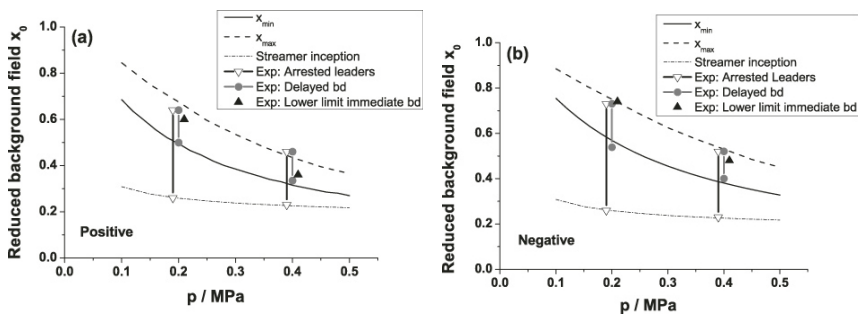 (a)
x_min
x_max
Streamer inception
Exp: Arrested Leaders
Exp: Delayed bd
Exp: Lower limit immediate bd
Reduced background field x_0
1.0
0.8
0.6
0.4
0.2
0.0
Positive
0.0 0.1 0.2 0.3 0.4 0.5
p / MPa
(b)
x_min
x_max
Streamer inception
Exp: Arrested Leaders
Exp: Delayed bd
Exp: Lower limit immediate bd
Reduced background field x_0
1.0
0.8
0.6
0.4
0.2
0.0
Negative
0.0 0.1 0.2 0.3 0.4 0.5
p / MPa